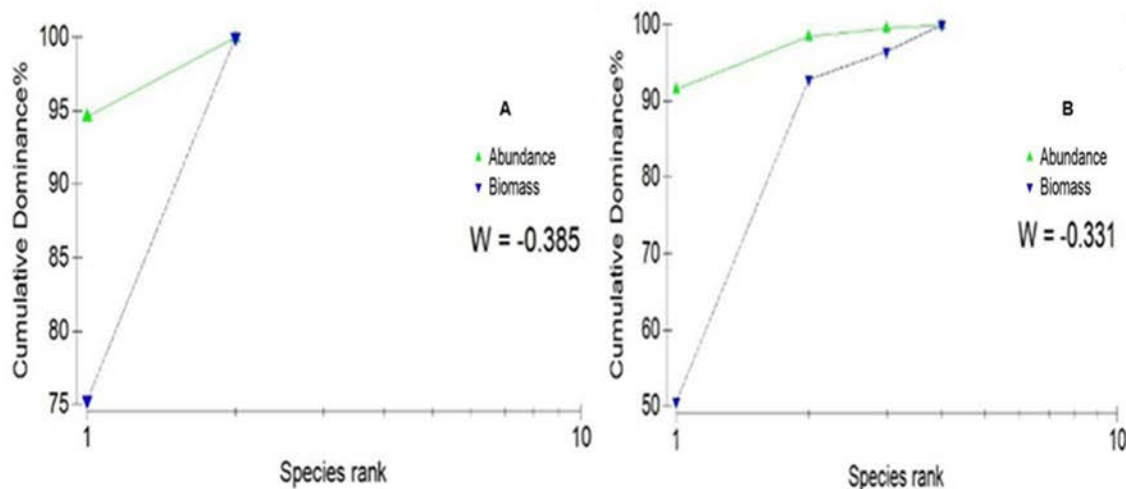 Cumulative Dominance%
100
95
90
85
80
75
A
Abundance
Biomass
W = -0.385
1
10
Species rank
Cumulative Dominance%
100
90
80
70
60
50
B
Abundance
Biomass
W = -0.331
1
10
Species rank